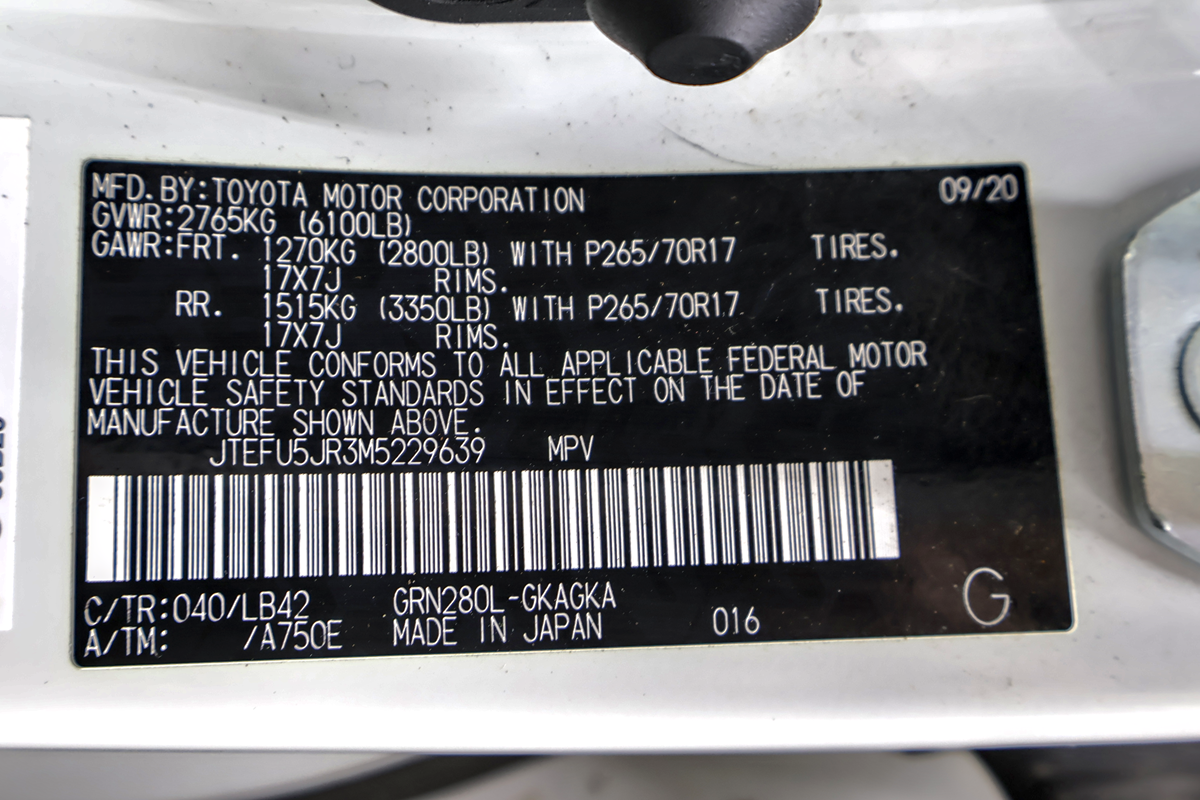 MFD. BY: TOYOTA MOTOR CORPORATION 09/20
GVWR: 2765KG (6100LB)
GAWR: FRT. 1270KG (2800LB) WITH P265/70R17 TIRES.
17X7J RIMS.
RR. 1515KG (3350LB) WITH P265/70R17 TIRES.
17X7J RIMS.
THIS VEHICLE CONFORMS TO ALL APPLICABLE FEDERAL MOTOR
VEHICLE SAFETY STANDARDS IN EFFECT ON THE DATE OF
MANUFACTURE SHOWN ABOVE.
JTEFU5JR3M5229639 MPV
C/TR: 040/LB42 GRN280L-GKAGKA
A/TM: /A750E MADE IN JAPAN 016 G